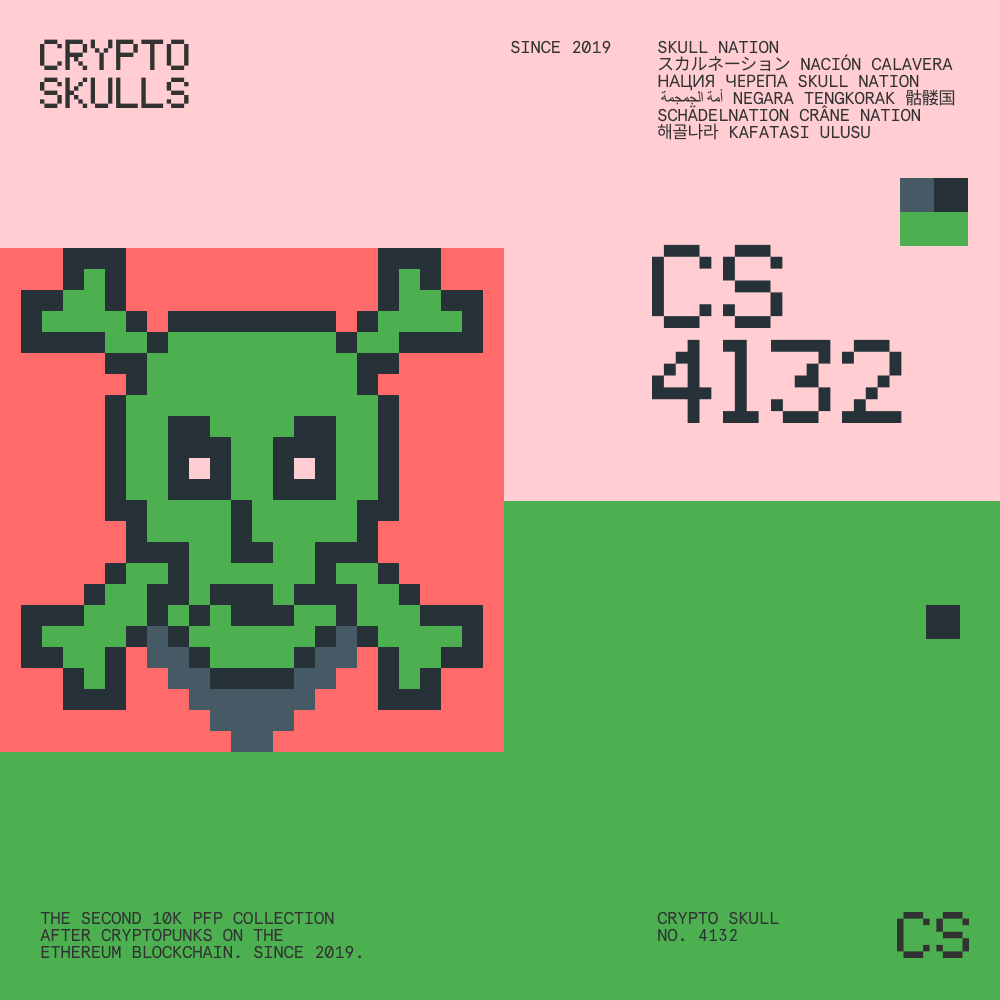 CRYPTO
SKULLS
SINCE 2019
SKULL NATION
スカルネーション NACIÓN CALAVERA
НАЦИЯ ЧЕРЕПА SKULL NATION
أمة الجمجمة NEGARA TENGKORAK 骷髅国
SCHÄDELNATION CRÂNE NATION
해골나라 KAFATASI ULUSU
CS
4132
THE SECOND 10K PFP COLLECTION
AFTER CRYPTOPUNKS ON THE
ETHEREUM BLOCKCHAIN. SINCE 2019.
CRYPTO SKULL
NO. 4132
CS